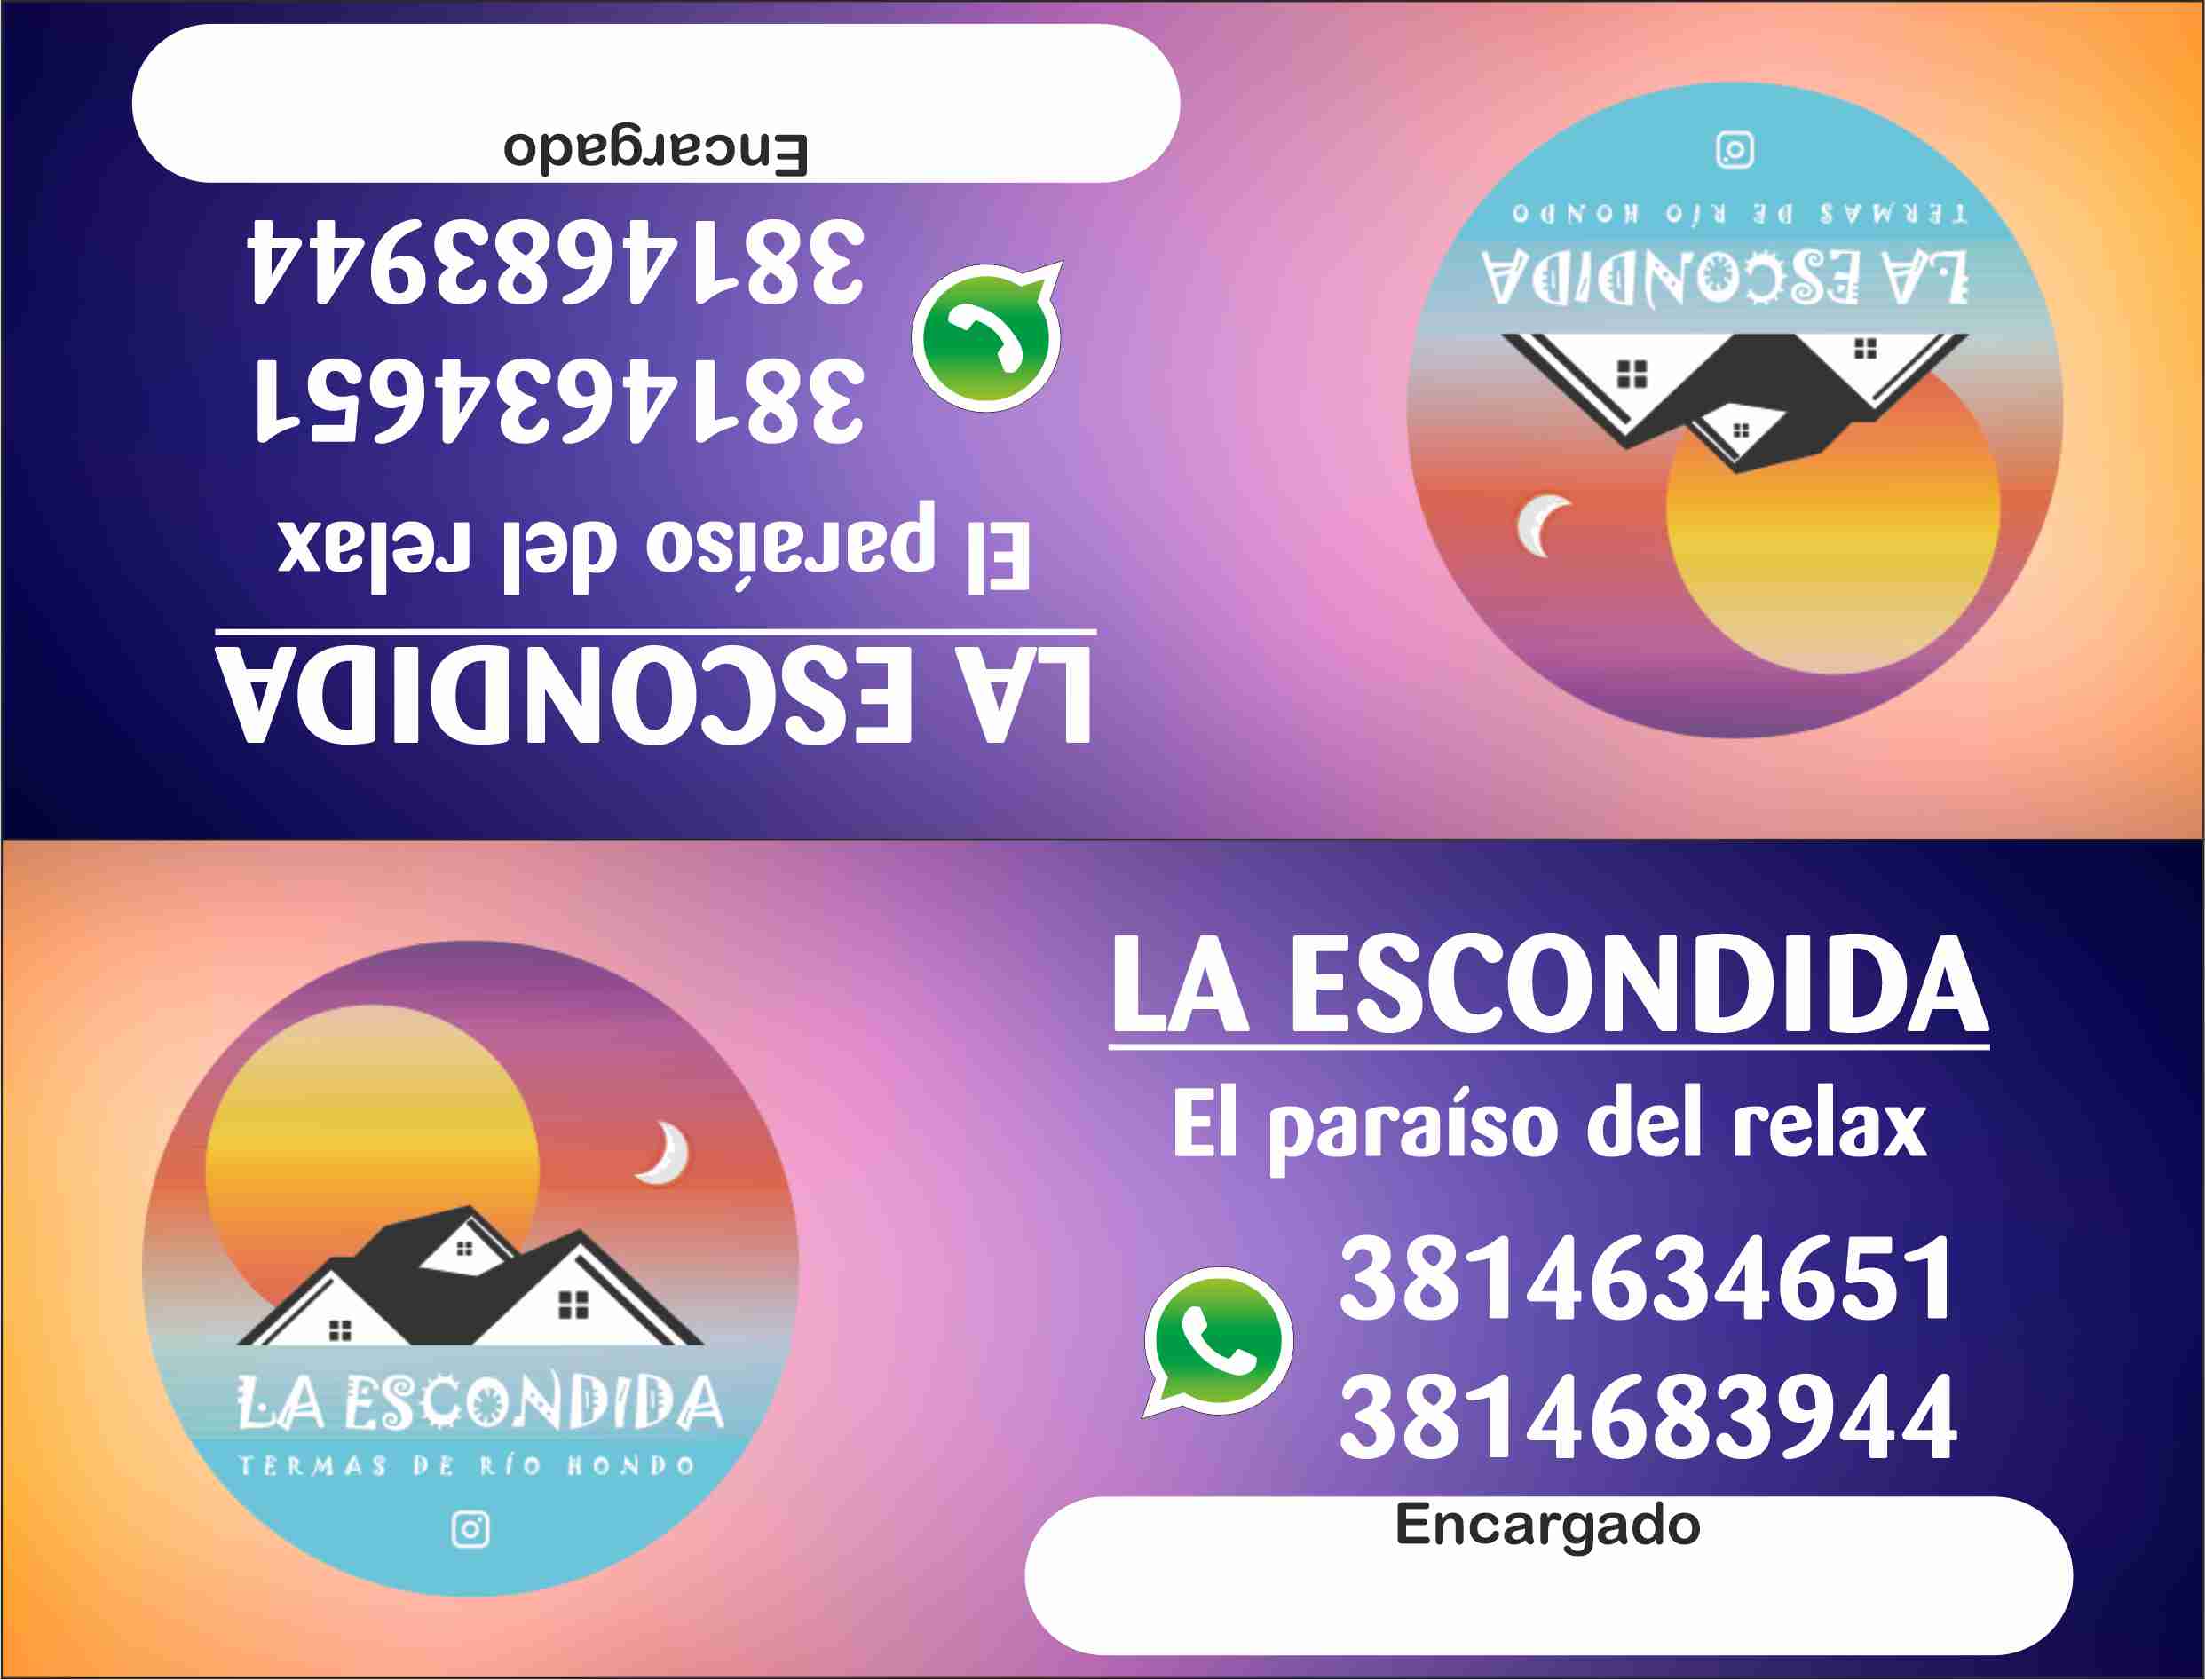 Encargado
3814683944
3814634651
El paraíso del relax
LA ESCONDIDA
TERMAS DE RÍO HONDO
LA ESCONDIDA
LA ESCONDIDA
El paraíso del relax
3814634651
3814683944
Encargado
LA ESCONDIDA
TERMAS DE RÍO HONDO